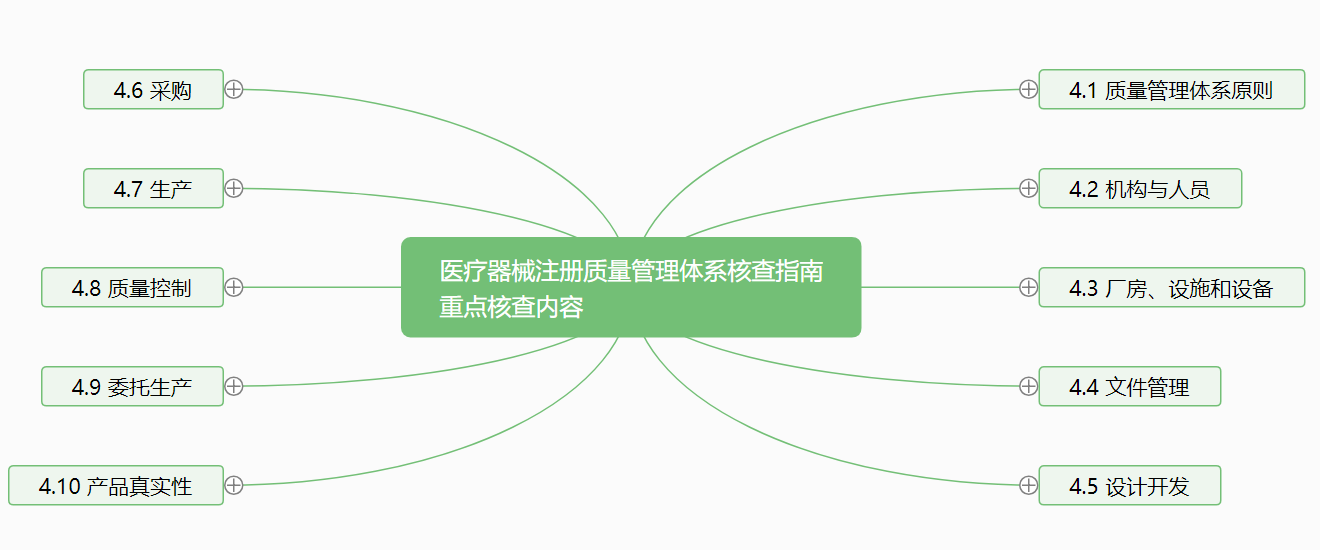 医疗器械注册质量管理体系核查指南
重点核查内容
4.1 质量管理体系原则
4.2 机构与人员
4.3 厂房、设施和设备
4.4 文件管理
4.5 设计开发
4.6 采购
4.7 生产
4.8 质量控制
4.9 委托生产
4.10 产品真实性